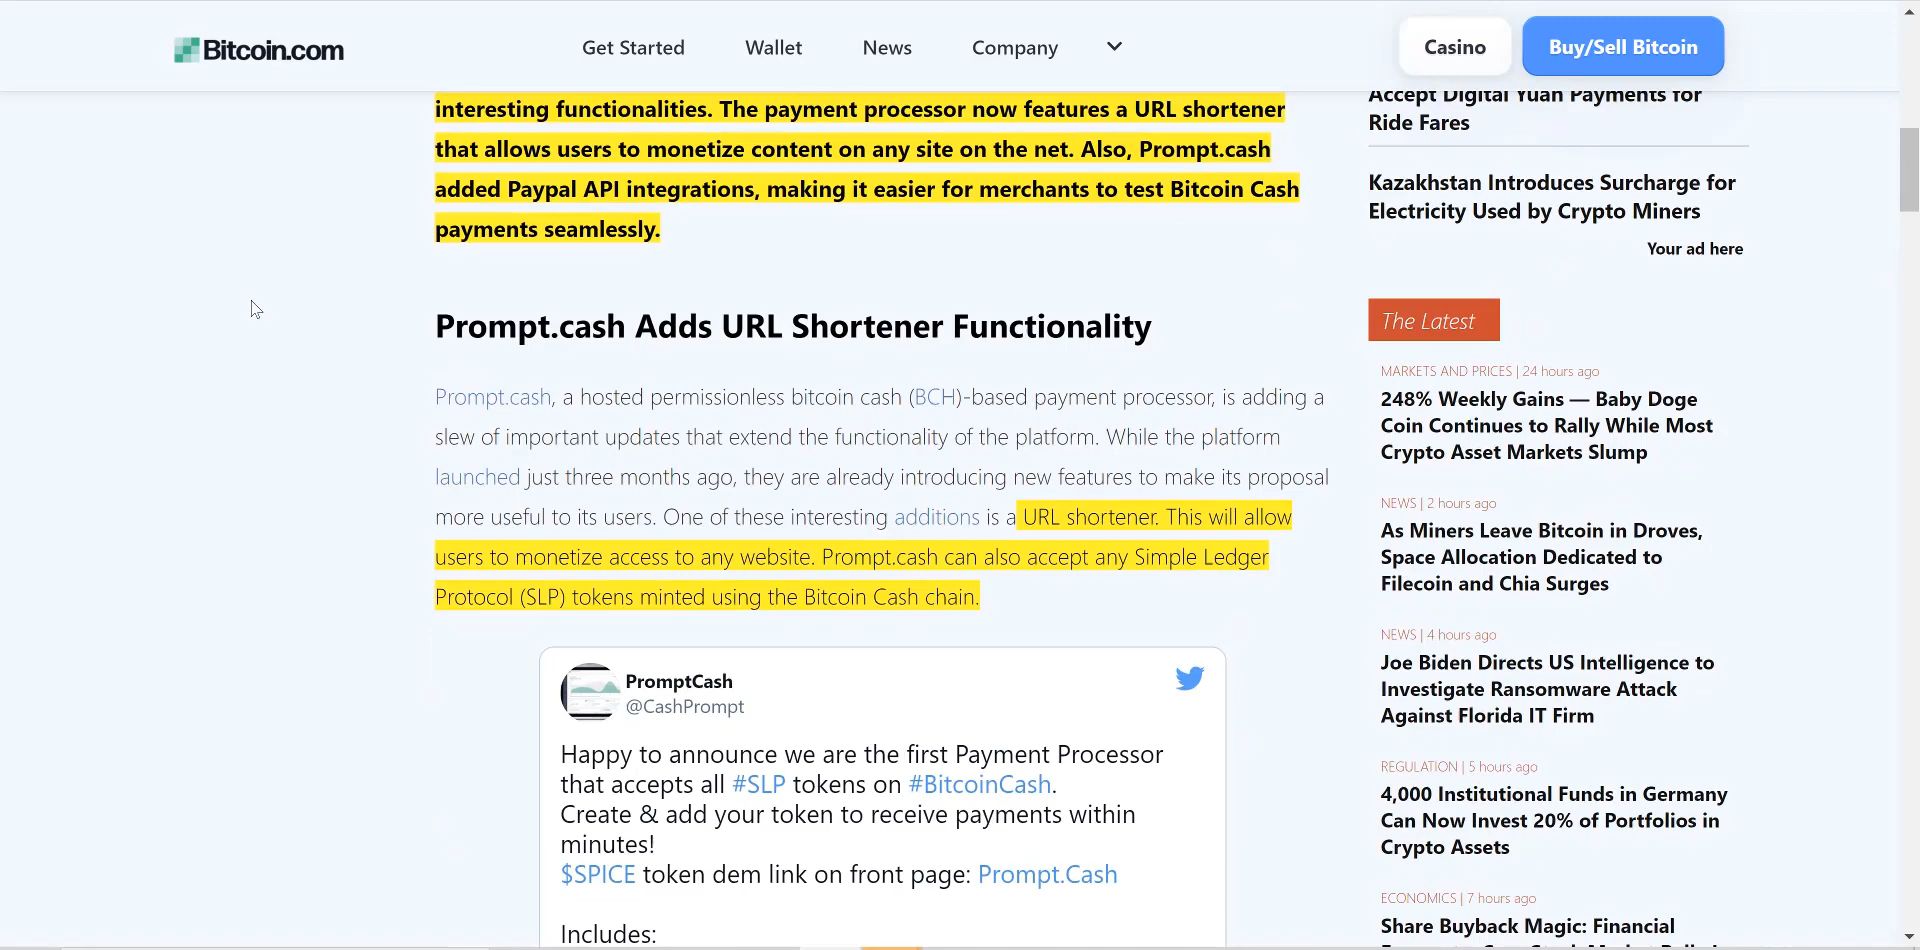 Bitcoin.com
Get Started
Wallet
News
Company
Casino
Buy/Sell Bitcoin
interesting functionalities. The payment processor now features a URL shortener
that allows users to monetize content on any site on the net. Also, Prompt.cash
added Paypal API integrations, making it easier for merchants to test Bitcoin Cash
payments seamlessly.
Prompt.cash Adds URL Shortener Functionality
Prompt.cash, a hosted permissionless bitcoin cash (BCH)-based payment processor, is adding a
slew of important updates that extend the functionality of the platform. While the platform
launched just three months ago, they are already introducing new features to make its proposal
more useful to its users. One of these interesting additions is a URL shortener. This will allow
users to monetize access to any website. Prompt.cash can also accept any Simple Ledger
Protocol (SLP) tokens minted using the Bitcoin Cash chain.
PromptCash
@CashPrompt
Happy to announce we are the first Payment Processor
that accepts all #SLP tokens on #BitcoinCash.
Create & add your token to receive payments within
minutes!
$SPICE token dem link on front page: Prompt.Cash
Includes:
Accept Digital Yuan Payments for
Ride Fares
Kazakhstan Introduces Surcharge for
Electricity Used by Crypto Miners
Your ad here
The Latest
MARKETS AND PRICES | 24 hours ago
248% Weekly Gains — Baby Doge
Coin Continues to Rally While Most
Crypto Asset Markets Slump
NEWS | 2 hours ago
As Miners Leave Bitcoin in Droves,
Space Allocation Dedicated to
Filecoin and Chia Surges
NEWS | 4 hours ago
Joe Biden Directs US Intelligence to
Investigate Ransomware Attack
Against Florida IT Firm
REGULATION | 5 hours ago
4,000 Institutional Funds in Germany
Can Now Invest 20% of Portfolios in
Crypto Assets
ECONOMICS | 7 hours ago
Share Buyback Magic: Financial